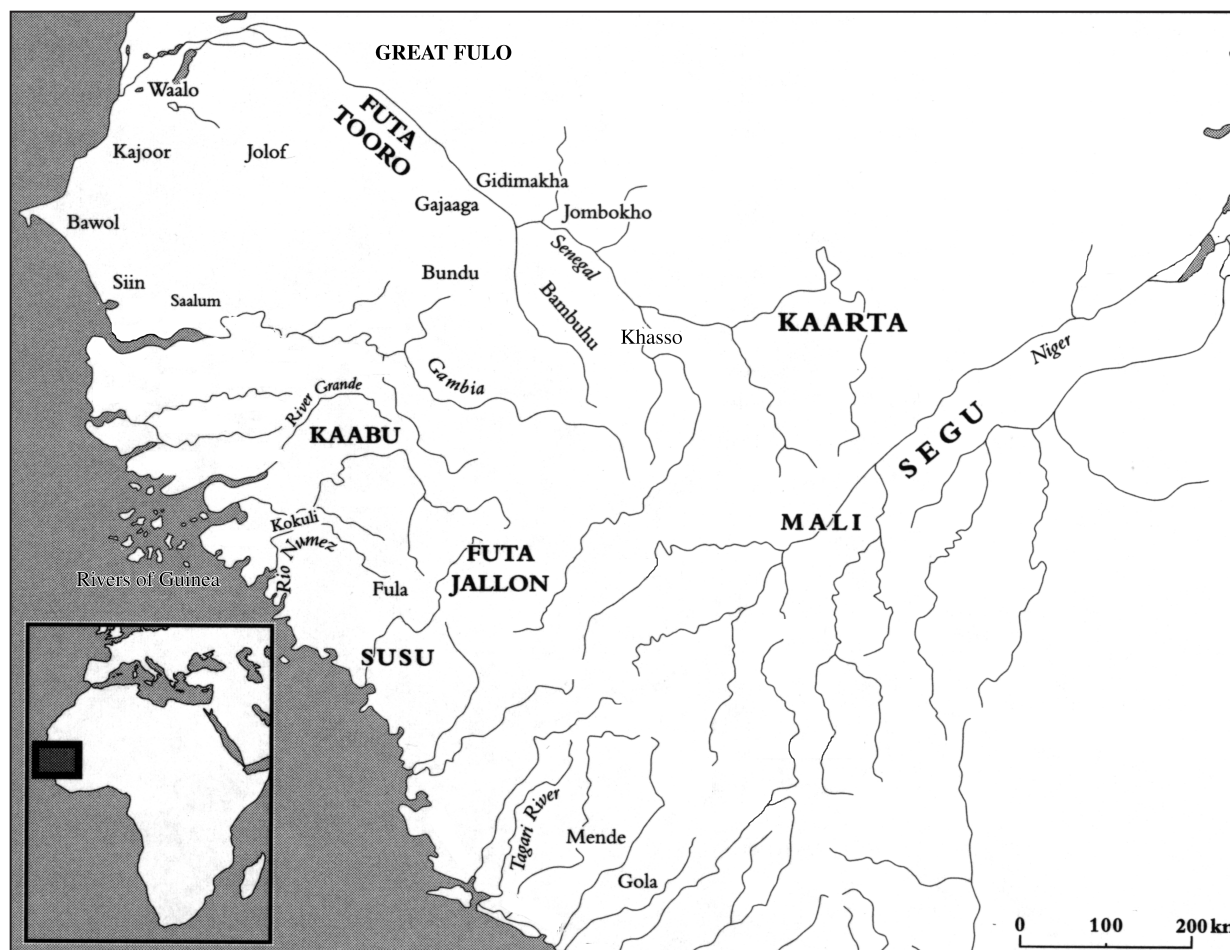 GREAT FULO
Waalo
FUTA
TOORO
Kajoor
Jolof
Gidimakha
Gajaaga
Jombokho
Bawol
Senegal
Siin
Bundu
Saalum
Bambuhu
KAARTA
Khasso
Niger
Gambia
River Grande
KAABU
SEGU
MALI
Kokuli
Rio Numez
FUTA
JALLON
Rivers of Guinea
Fula
SUSU
Tagari River
Mende
Gola
0 100 200 km